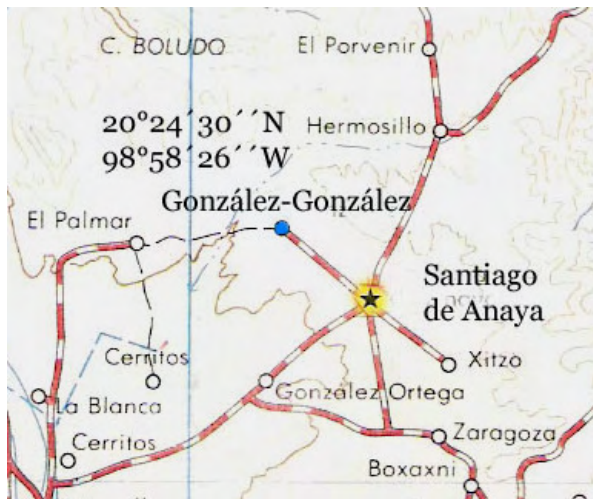 C. BOLUDO
El Porvenir
20°24´30´´N
98°58´26´´W
Hermosillo
González-González
El Palmar
Santiago
de Anaya
Cerritos
Xitzo
La Blanca
González Ortega
Cerritos
Zaragoza
Boxaxni